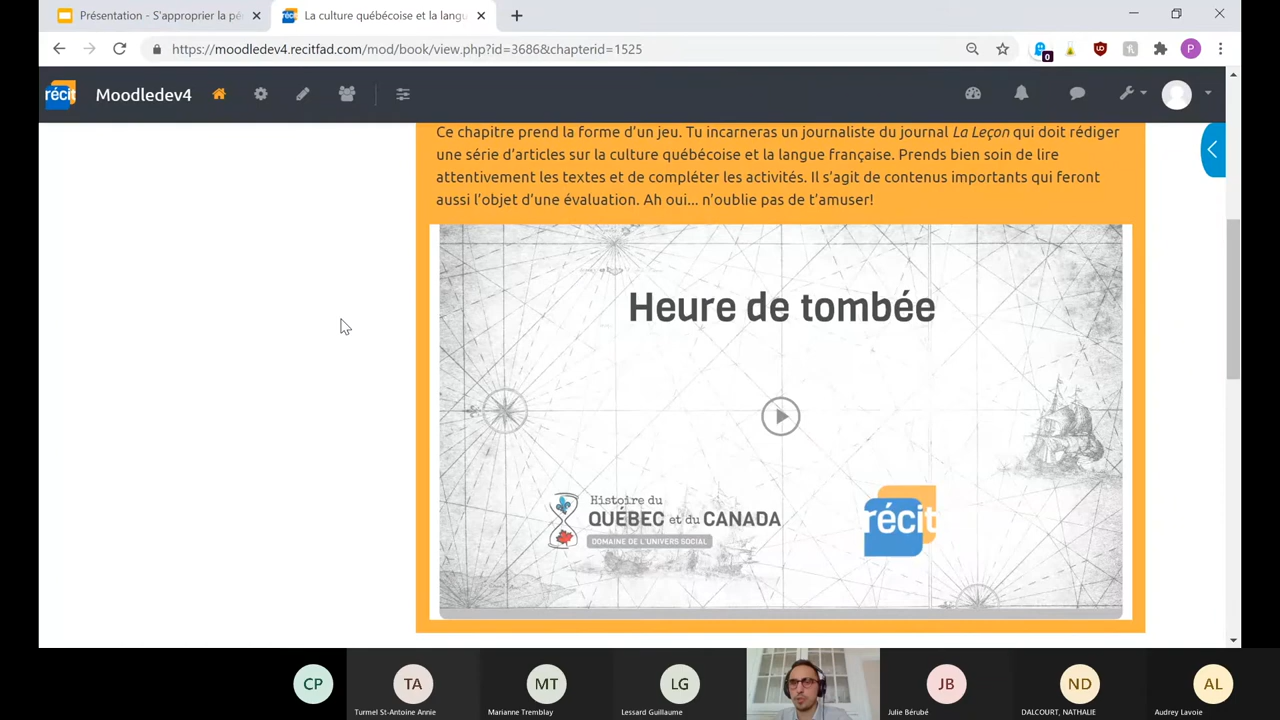 Présentation - S'approprier la pé
La culture québécoise et la langu
https://moodledev4.recitfad.com/mod/book/view.php?id=3686&chapterid=1525
0
P
récit
Moodledev4
Ce chapitre prend la forme d'un jeu. Tu incarneras un journaliste du journal La Leçon qui doit rédiger
une série d'articles sur la culture québécoise et la langue française. Prends bien soin de lire
attentivement les textes et de compléter les activités. Il s'agit de contenus importants qui feront
aussi l'objet d'une évaluation. Ah oui... n'oublie pas de t'amuser!
Heure de tombée
Histoire du
QUÉBEC et du CANADA
DOMAINE DE L'UNIVERS SOCIAL
récit
CP
TA
MT
LG
JB
ND
AL
Turmel St-Antoine Annie
Marianne Tremblay
Lessard Guillaume
Julie Bérubé
DALCOURT, NATHALIE
Audrey Lavoie